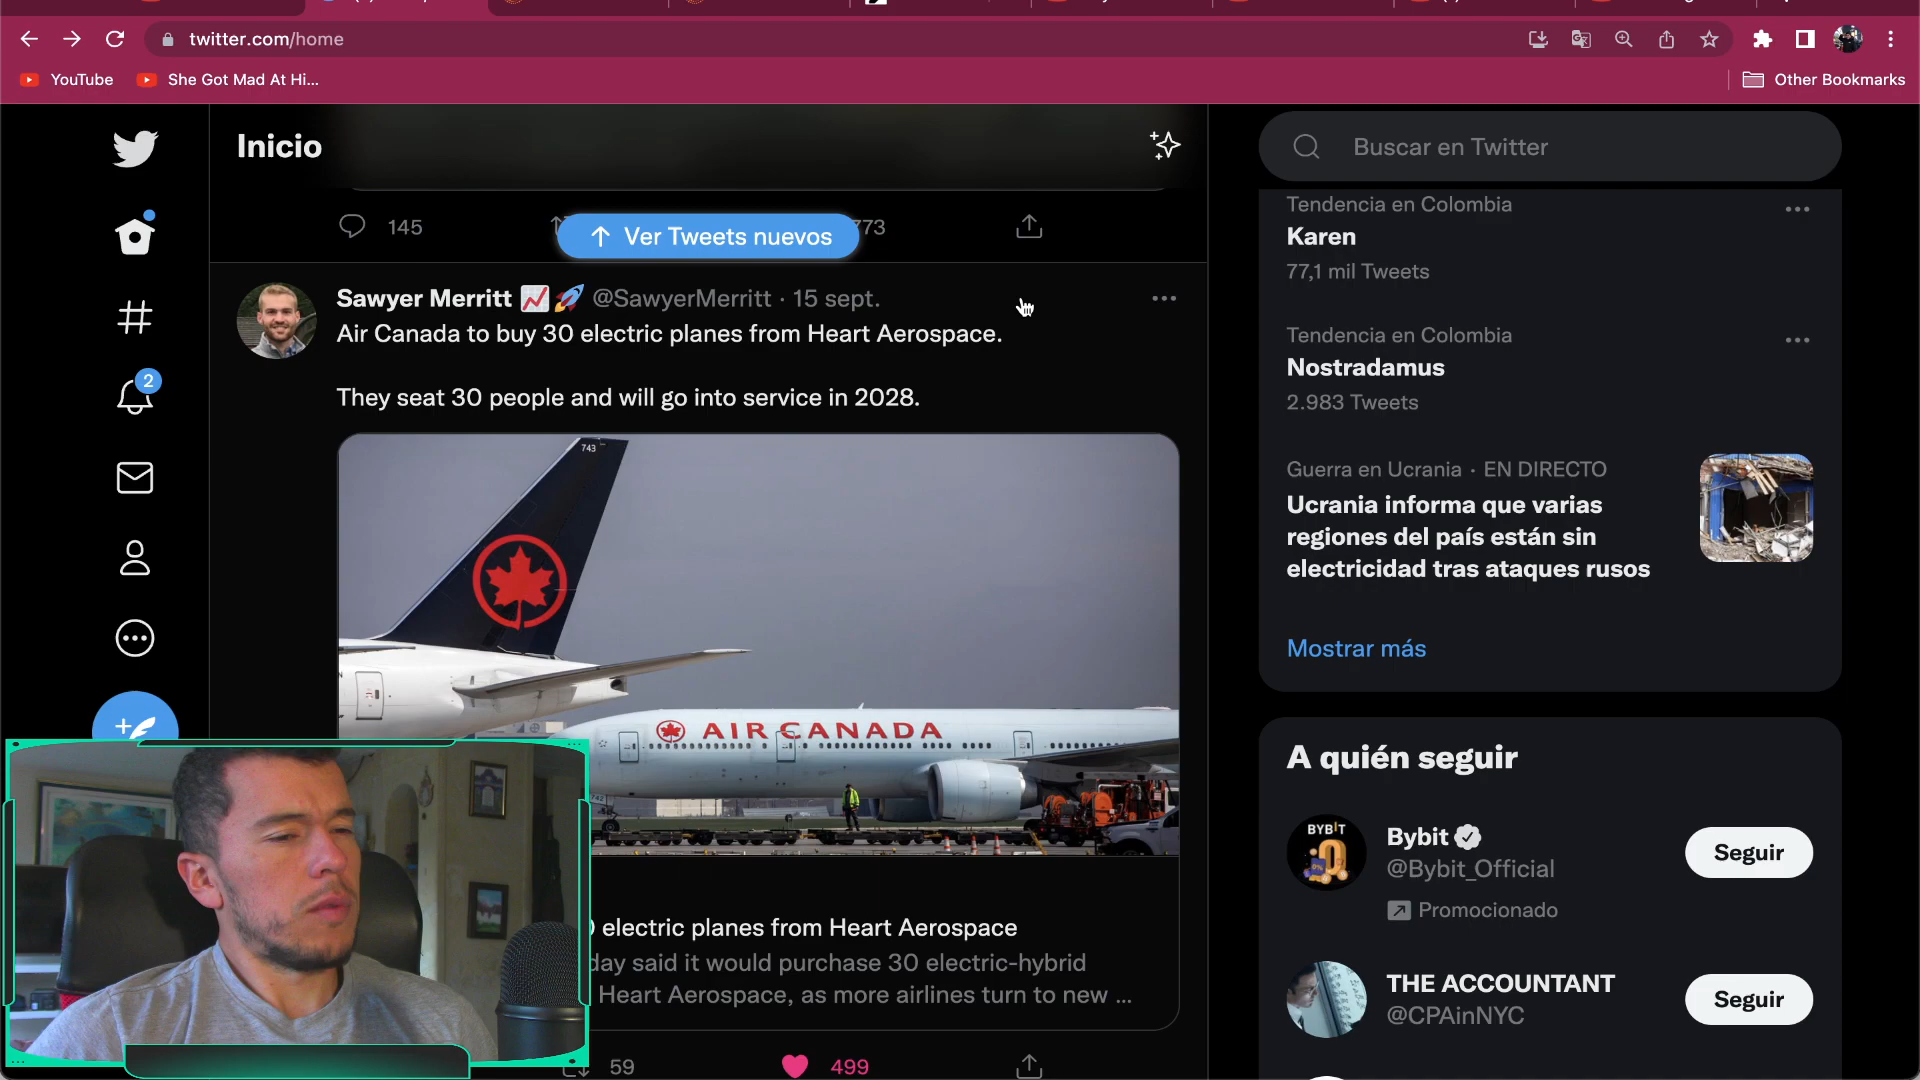 twitter.com/home
YouTube
She Got Mad At Hi...
Other Bookmarks
Inicio
Buscar en Twitter
145
Ver Tweets nuevos
773
Sawyer Merritt 📈🚀 @SawyerMerritt · 15 sept.
Air Canada to buy 30 electric planes from Heart Aerospace.
They seat 30 people and will go into service in 2028.
743
AIR CANADA
742
electric planes from Heart Aerospace
day said it would purchase 30 electric-hybrid
Heart Aerospace, as more airlines turn to new ...
59
499
2
Tendencia en Colombia
Karen
77,1 mil Tweets
Tendencia en Colombia
Nostradamus
2.983 Tweets
Guerra en Ucrania · EN DIRECTO
Ucrania informa que varias
regiones del país están sin
electricidad tras ataques rusos
Mostrar más
A quién seguir
BYBIT
Bybit
@Bybit_Official
Promocionado
Seguir
THE ACCOUNTANT
@CPAinNYC
Seguir